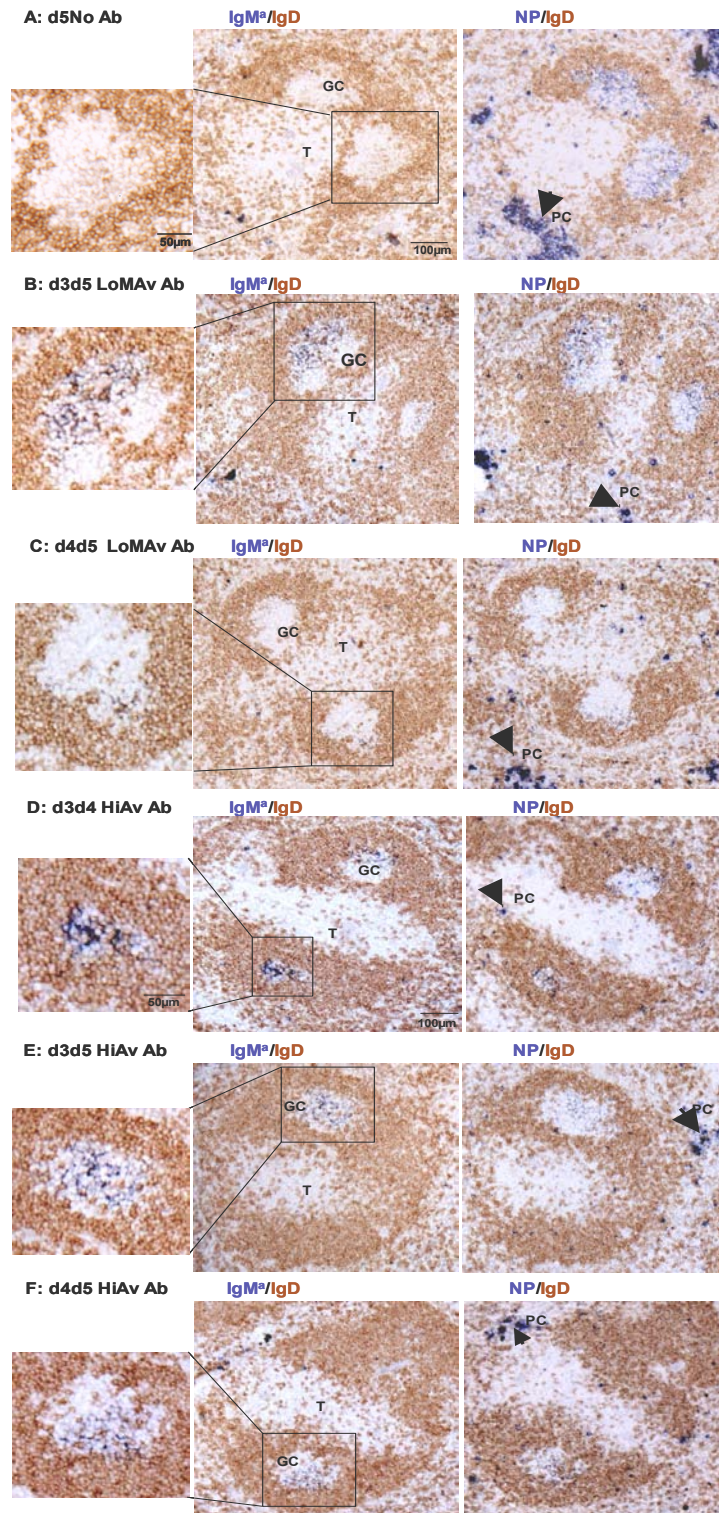 A: d5No Ab IgMᵃ/IgD NP/IgD
GC
T
PC
50µm
100µm
B: d3d5 LoMAv Ab IgMᵃ/IgD NP/IgD
GC
T
PC
C: d4d5 LoMAv Ab IgMᵃ/IgD NP/IgD
GC
T
PC
D: d3d4 HiAv Ab IgMᵃ/IgD NP/IgD
GC
PC
T
50µm
100µm
E: d3d5 HiAv Ab IgMᵃ/IgD NP/IgD
GC
PC
T
F: d4d5 HiAv Ab IgMᵃ/IgD NP/IgD
PC
T
GC